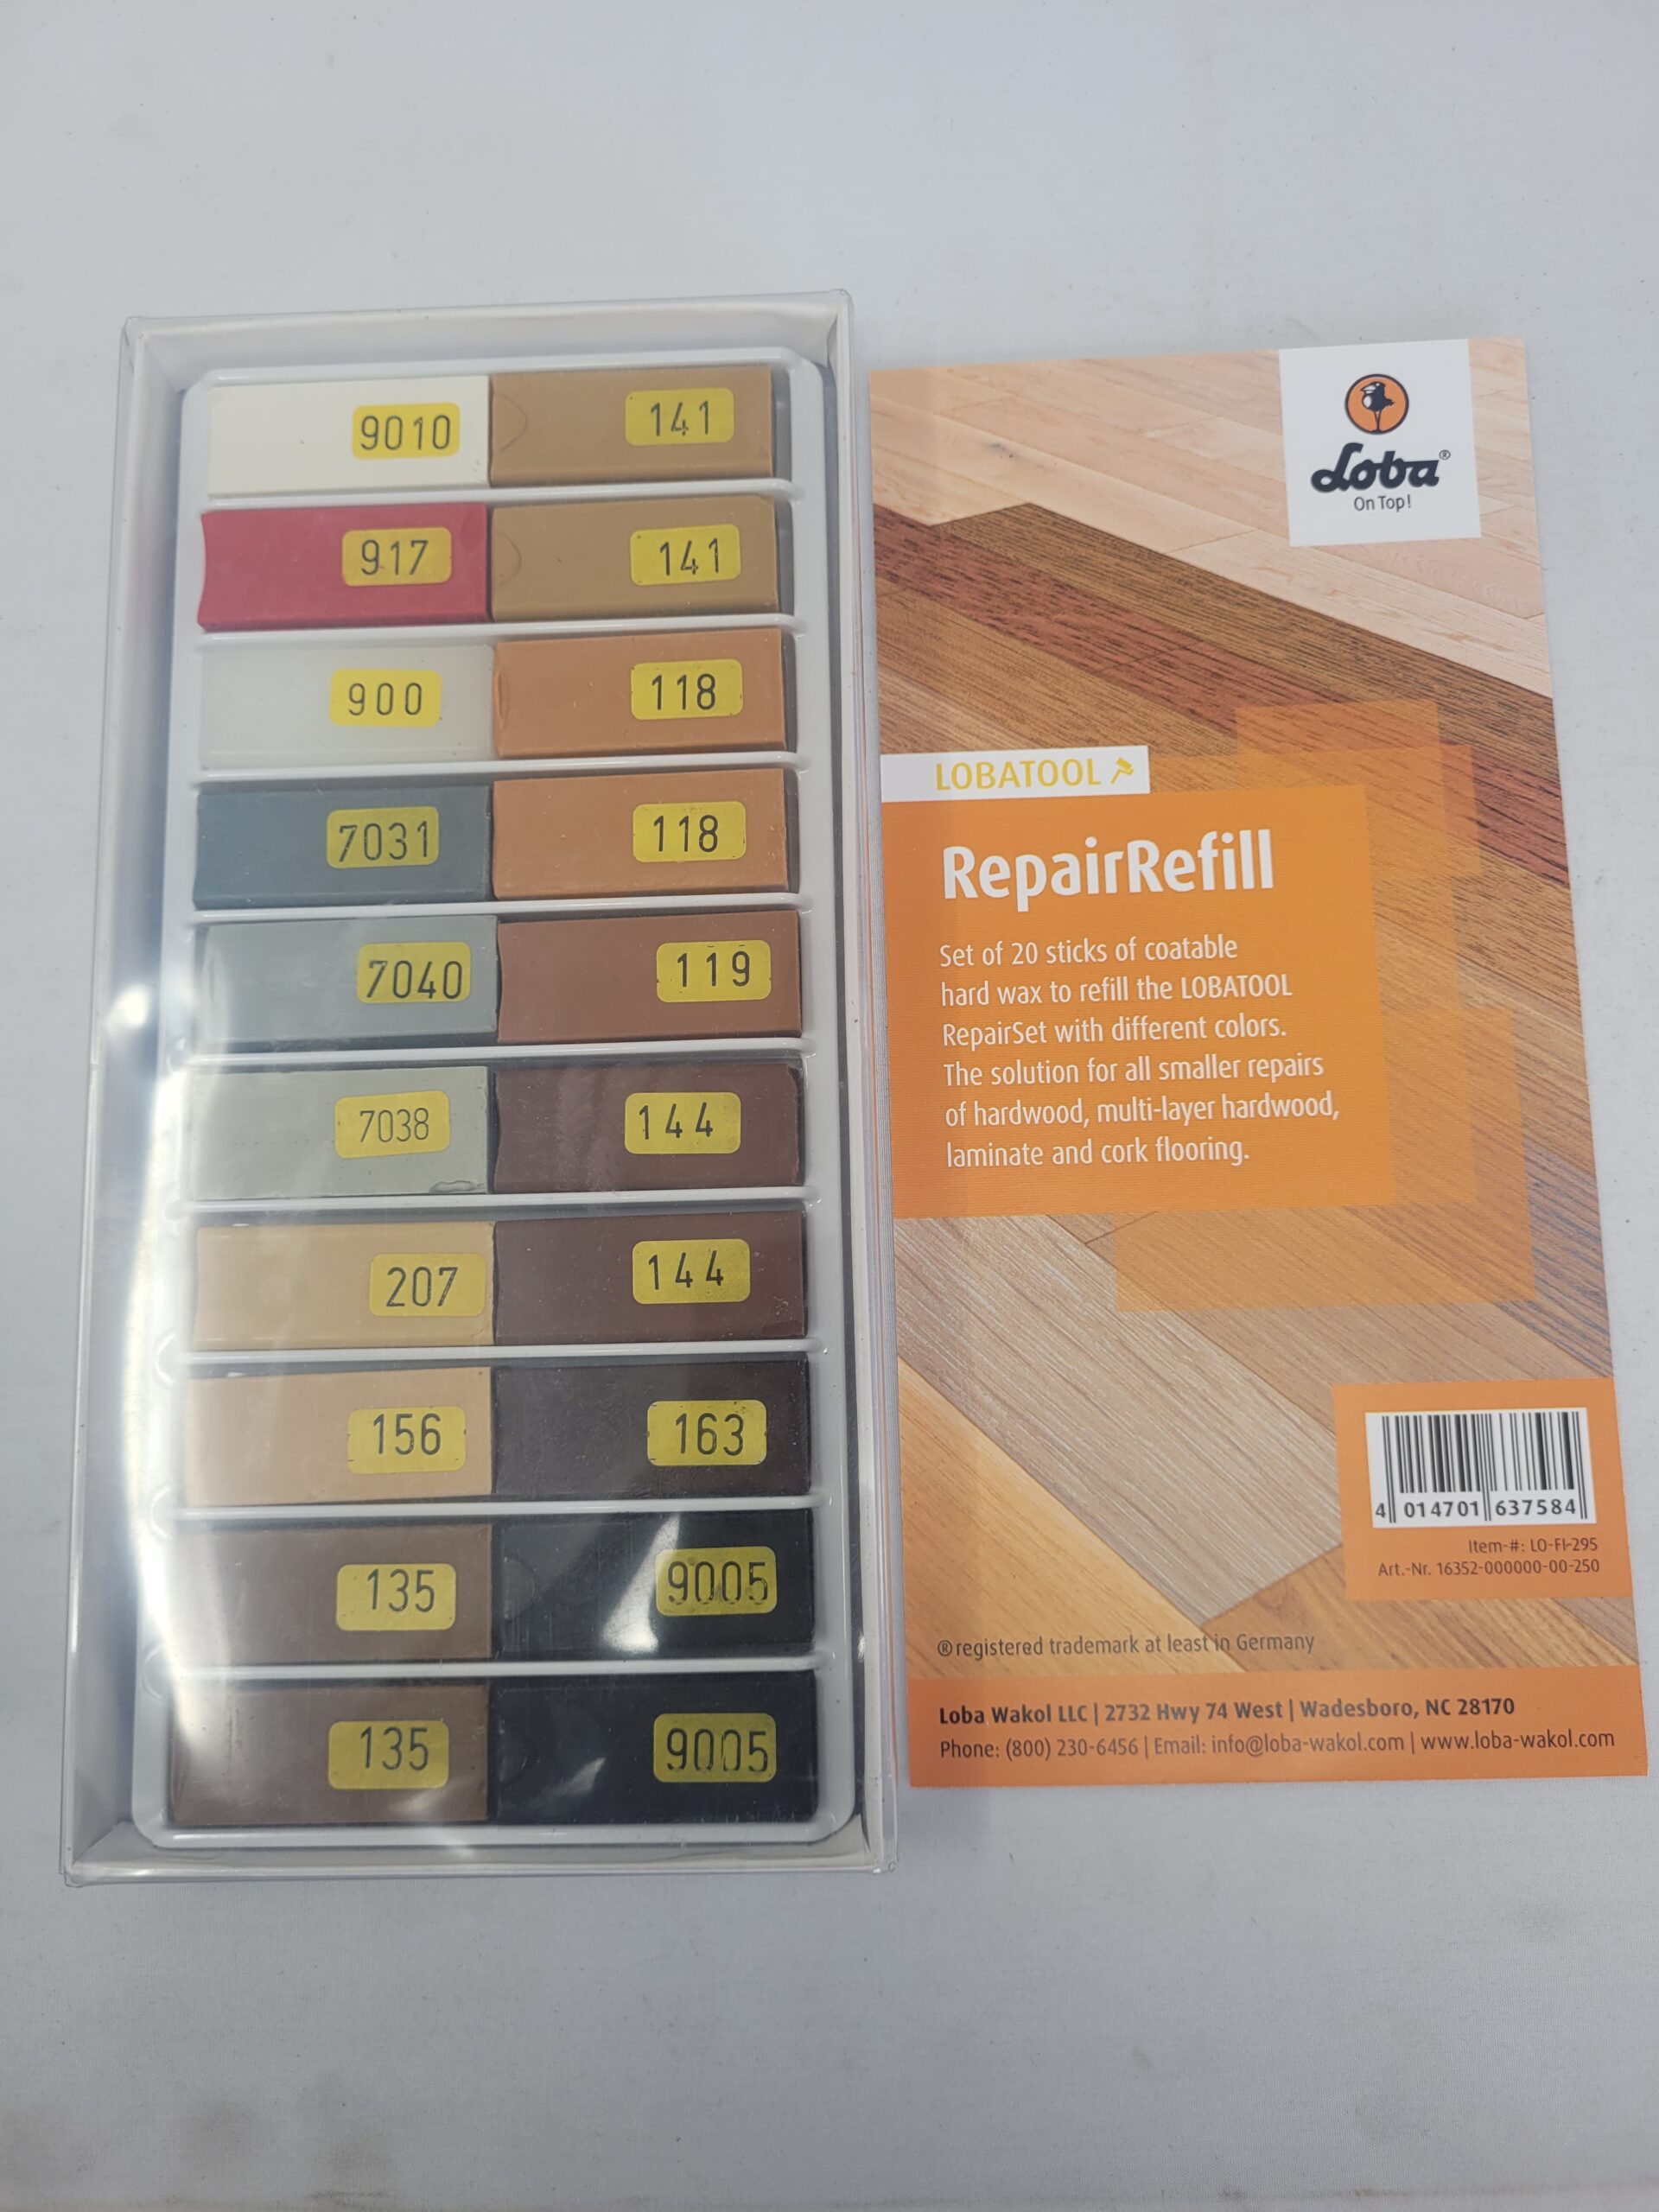 9010
141
917
141
900
118
7031
118
7040
119
7038
144
207
144
156
163
135
9005
135
9005
Loba®
On Top!
LOBATOOL
RepairRefill
Set of 20 sticks of coatable
hard wax to refill the LOBATOOL
RepairSet with different colors.
The solution for all smaller repairs
of hardwood, multi-layer hardwood,
laminate and cork flooring.
4 014701 637584
Item-#: LO-FI-295
Art.-Nr. 16352-000000-00-250
® registered trademark at least in Germany
Loba Wakol LLC | 2732 Hwy 74 West | Wadesboro, NC 28170
Phone: (800) 230-6456 | Email: info@loba-wakol.com | www.loba-wakol.com